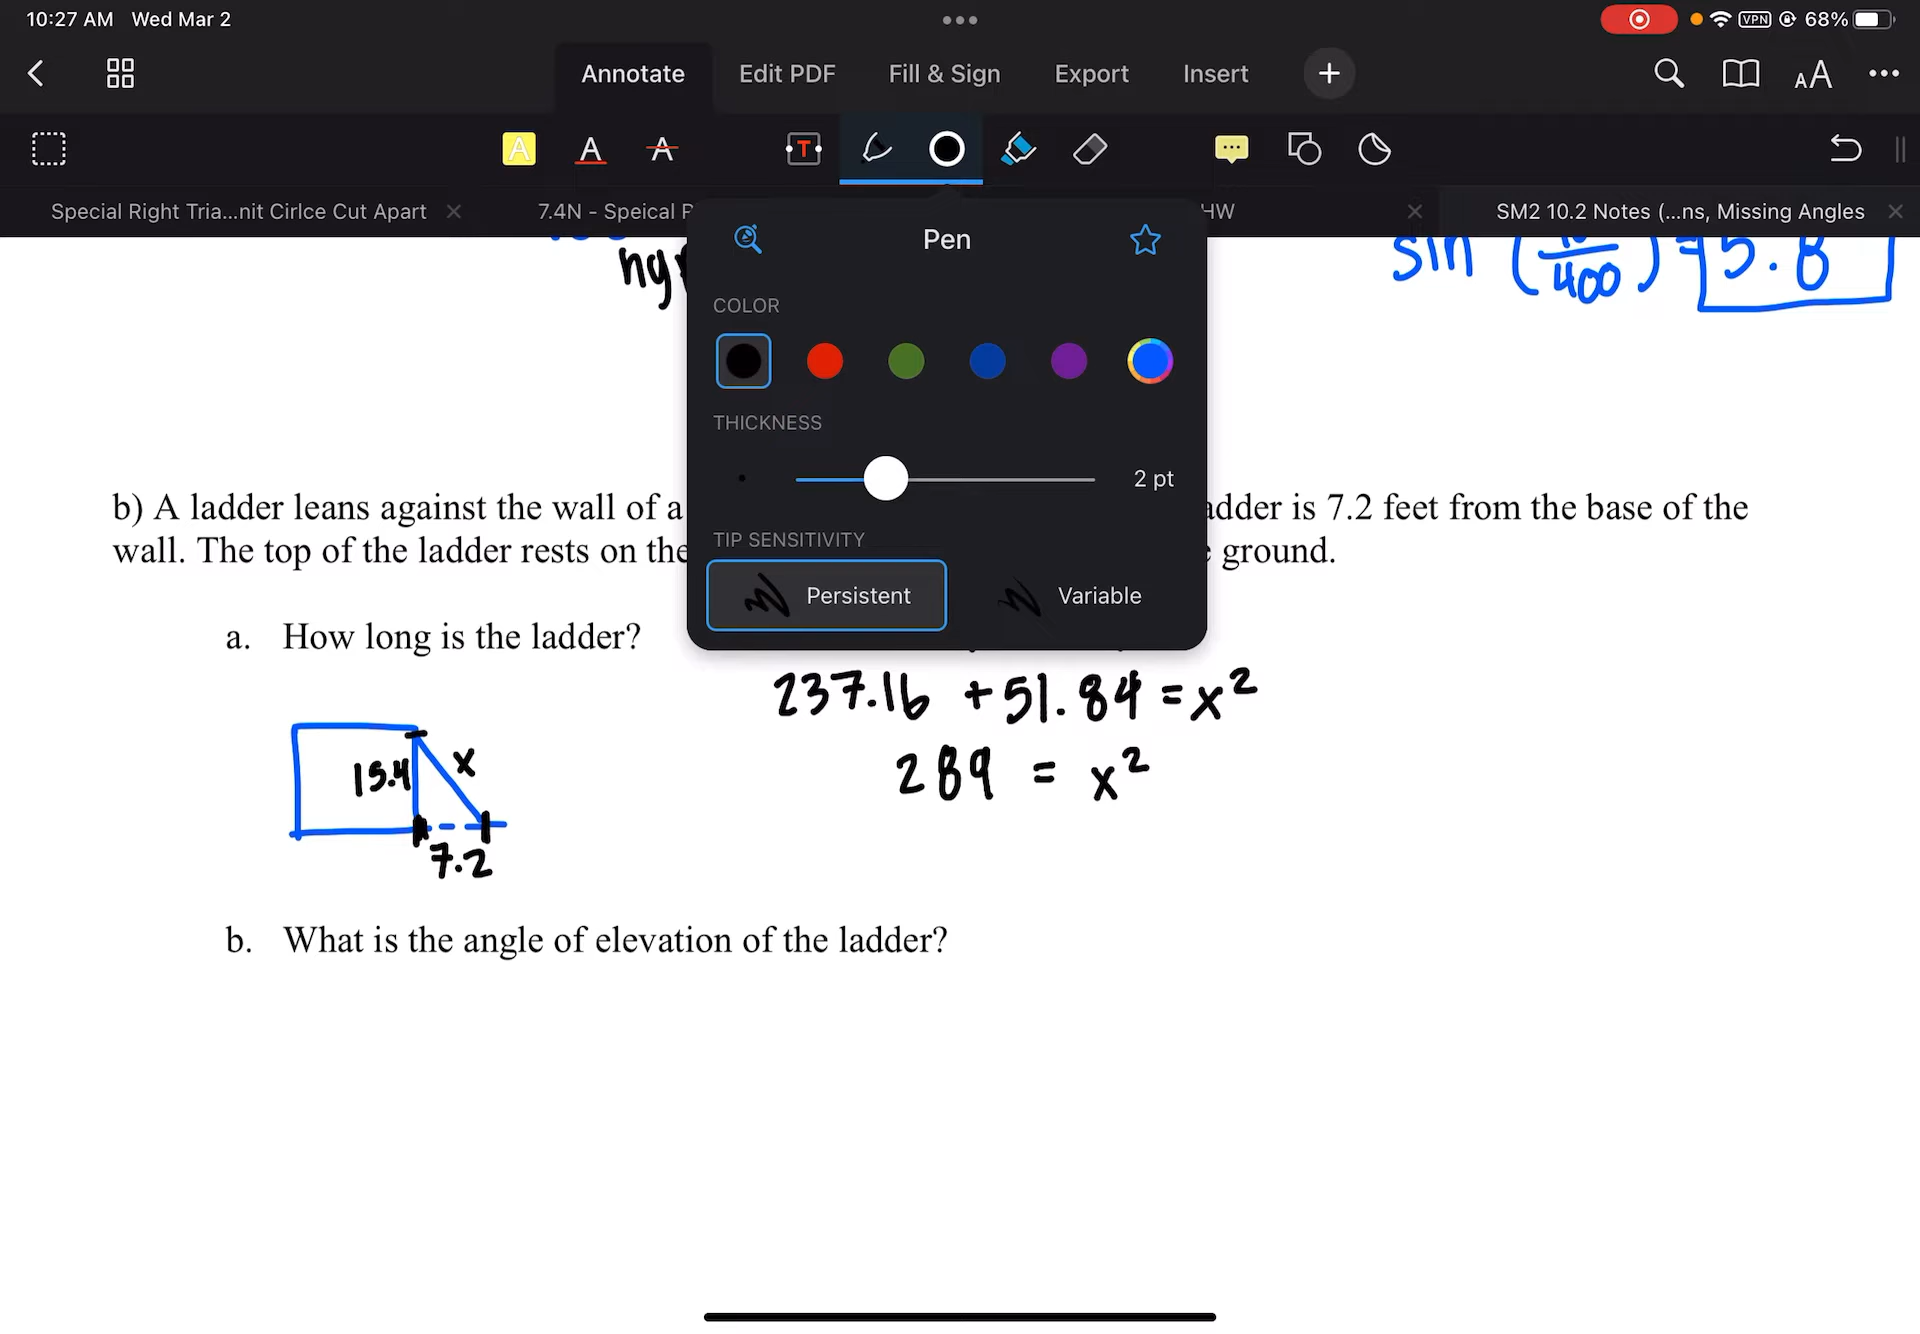 10:27 AM Wed Mar 2
VPN 68%
Annotate Edit PDF Fill & Sign Export Insert
AA
A A A T
Special Right Tria...nit Cirlce Cut Apart 7.4N - Speical HW SM2 10.2 Notes (...ns, Missing Angles
sin (/400) = 5.8
Pen
COLOR
THICKNESS
2 pt
TIP SENSITIVITY
Persistent Variable
b) A ladder leans against the wall of a adder is 7.2 feet from the base of the
wall. The top of the ladder rests on the ground.
a. How long is the ladder?
237.16 + 51.84 = x²
289 = x²
15.4 x
7.2
b. What is the angle of elevation of the ladder?